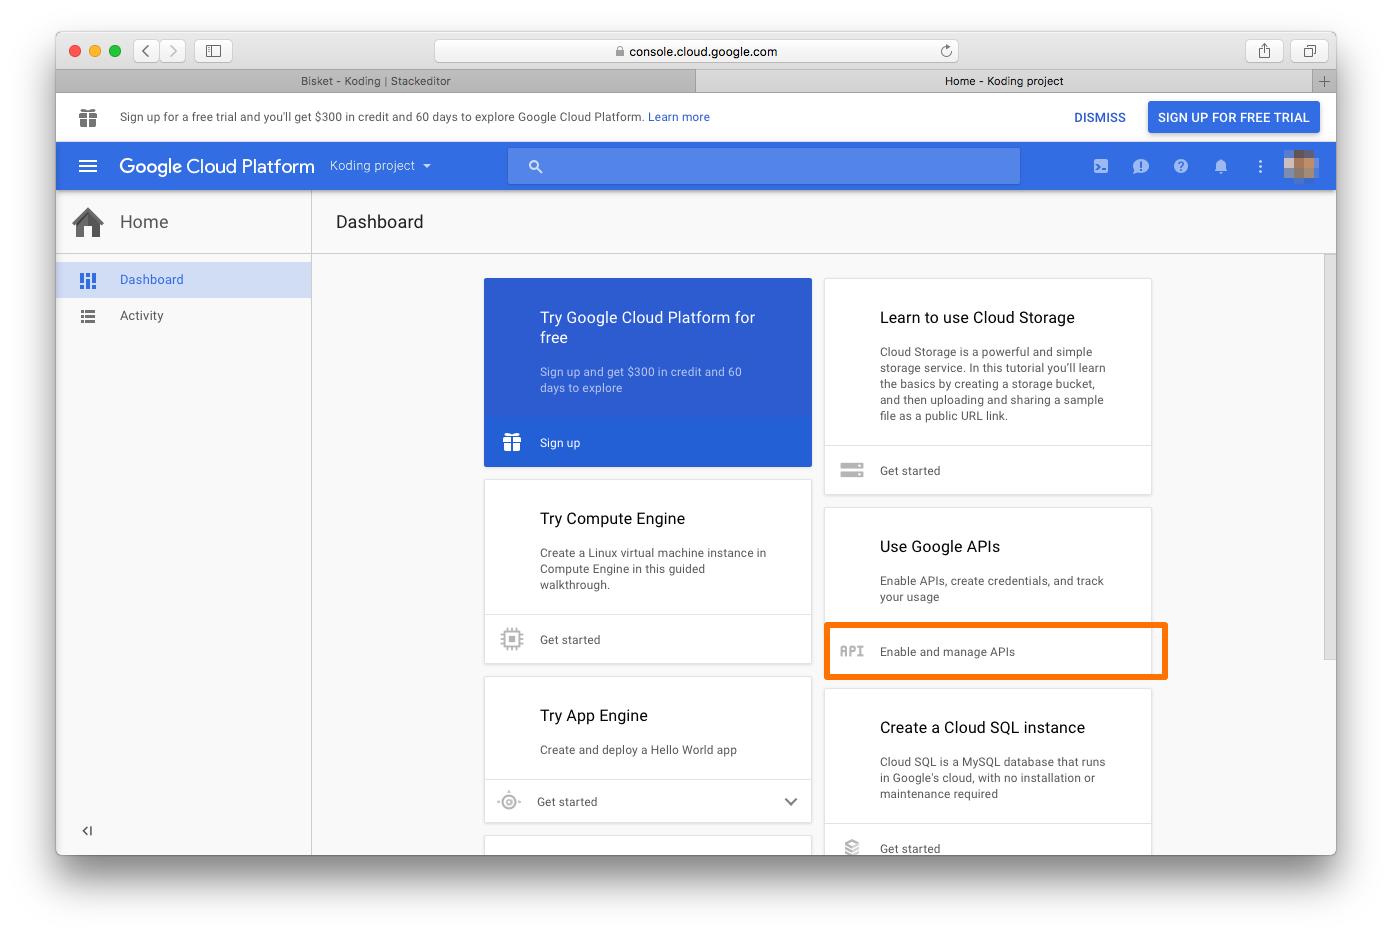 console.cloud.google.com
Bisket - Koding | Stackeditor
Home - Koding project
Sign up for a free trial and you'll get $300 in credit and 60 days to explore Google Cloud Platform. Learn more
DISMISS
SIGN UP FOR FREE TRIAL
Google Cloud Platform
Koding project
Home
Dashboard
Dashboard
Activity
Try Google Cloud Platform for
free
Sign up and get $300 in credit and 60
days to explore
Sign up
Try Compute Engine
Create a Linux virtual machine instance in
Compute Engine in this guided
walkthrough.
Get started
Try App Engine
Create and deploy a Hello World app
Get started
Learn to use Cloud Storage
Cloud Storage is a powerful and simple
storage service. In this tutorial you'll learn
the basics by creating a storage bucket,
and then uploading and sharing a sample
file as a public URL link.
Get started
Use Google APIs
Enable APIs, create credentials, and track
your usage
API
Enable and manage APIs
Create a Cloud SQL instance
Cloud SQL is a MySQL database that runs
in Google's cloud, with no installation or
maintenance required
Get started